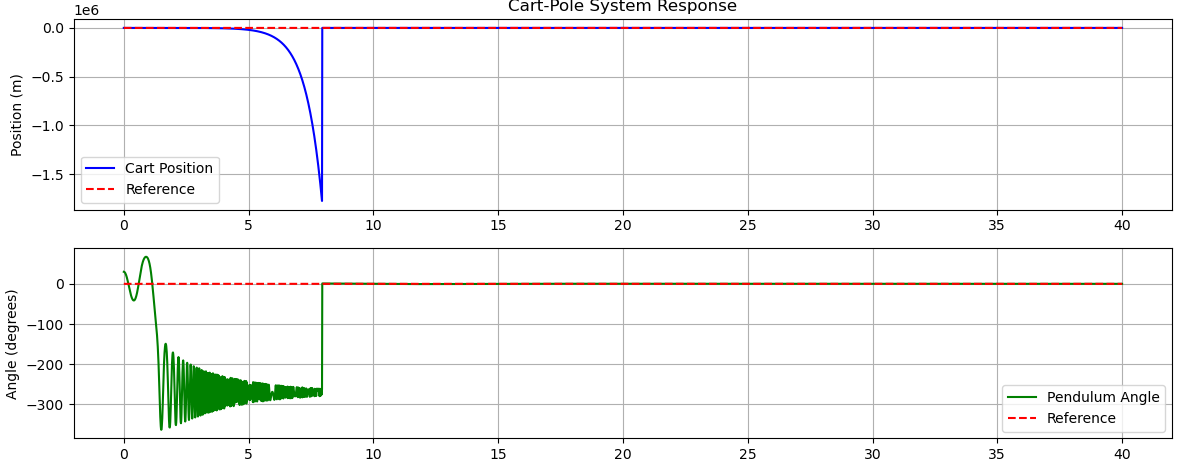 Cart-Pole System Response
1e6
0.0
−0.5
−1.0
−1.5
Position (m)
Cart Position
Reference
0 5 10 15 20 25 30 35 40
0
−100
−200
−300
Angle (degrees)
Pendulum Angle
Reference
0 5 10 15 20 25 30 35 40